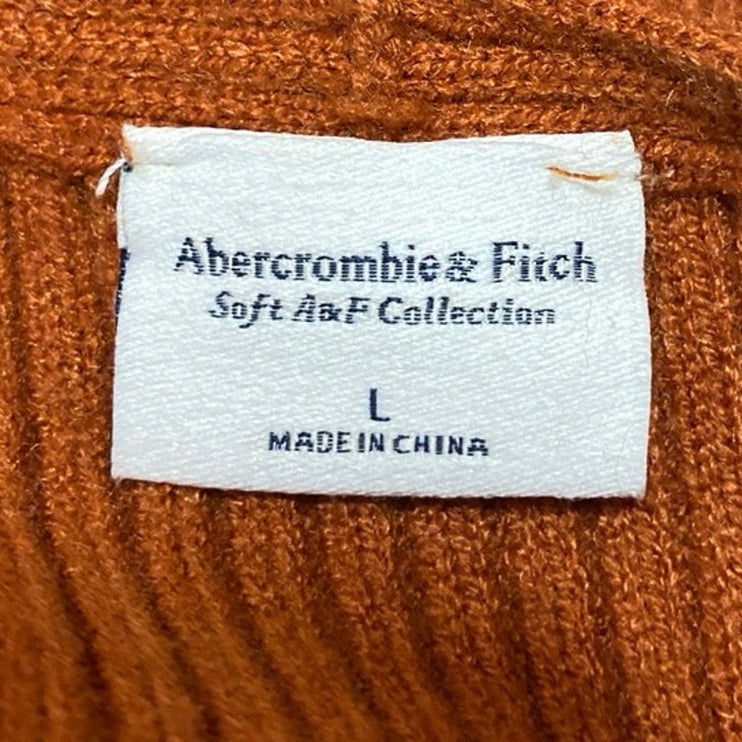 Abercrombie & Fitch
Soft A&F Collection
L
MADE IN CHINA